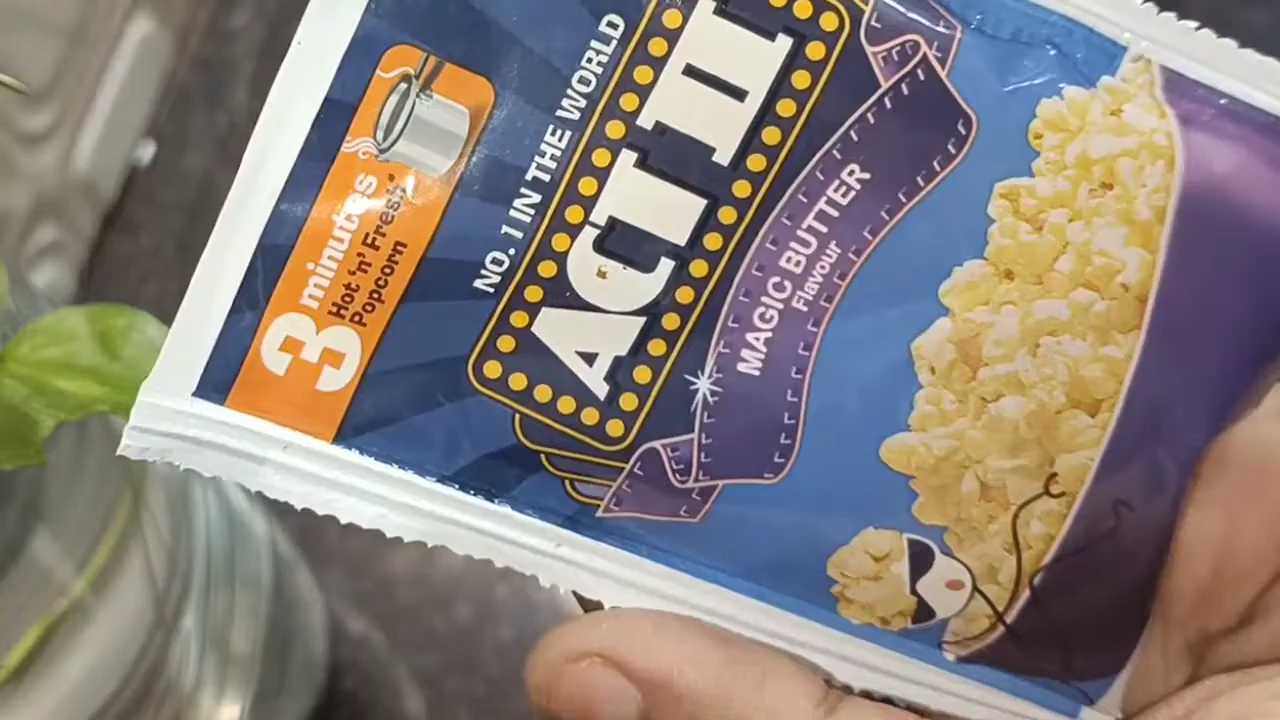 3 minutes
Hot 'n' Fresh
Popcorn
NO. 1 IN THE WORLD
ACT II
MAGIC BUTTER
Flavour